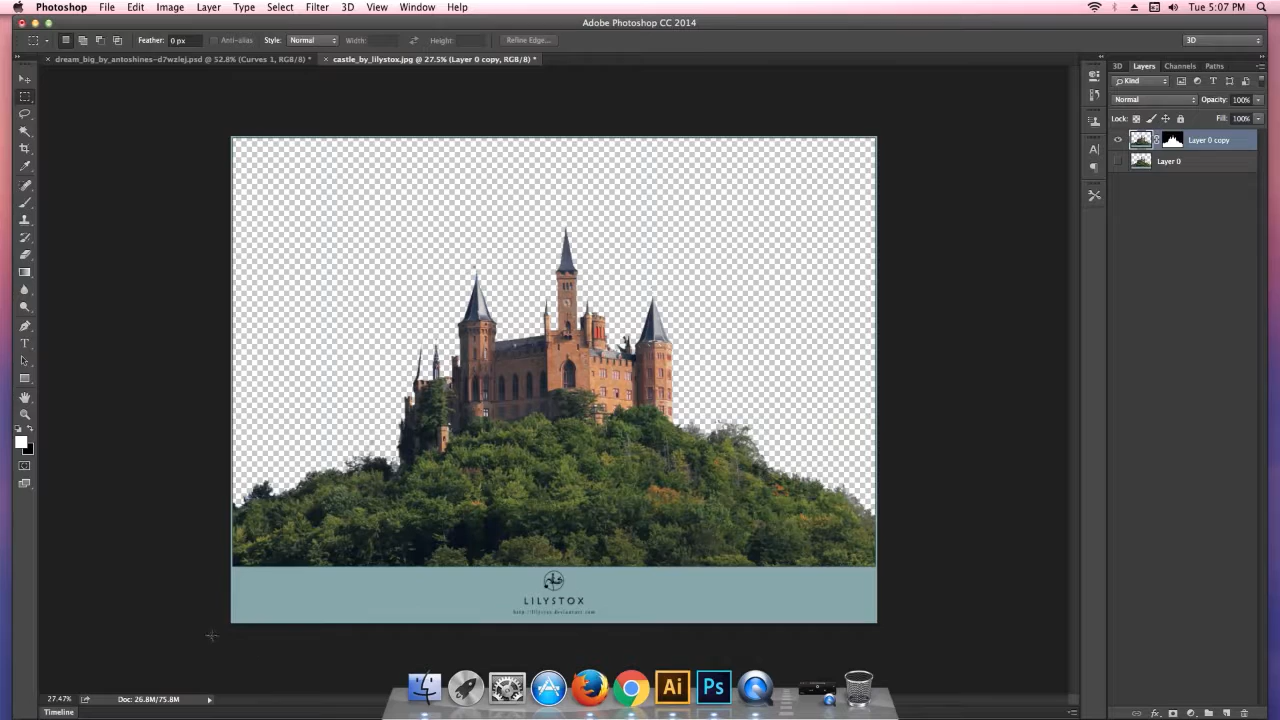 Photoshop File Edit Image Layer Type Select Filter 3D View Window Help Tue 5:07 PM
Adobe Photoshop CC 2014
Feather: 0 px Anti-alias Style: Normal Width: Height: Refine Edge... 3D
dream_big_by_antoshines-d7wzlej.psd @ 52.8% (Curves 1, RGB/8) * castle_by_lilystox.jpg @ 27.5% (Layer 0 copy, RGB/8) *
3D Layers Channels Paths
Kind
Normal Opacity: 100%
Lock: Fill: 100%
Layer 0 copy
Layer 0
LILYSTOX
27.47% Doc: 26.8M/75.8M
Timeline
Ai Ps